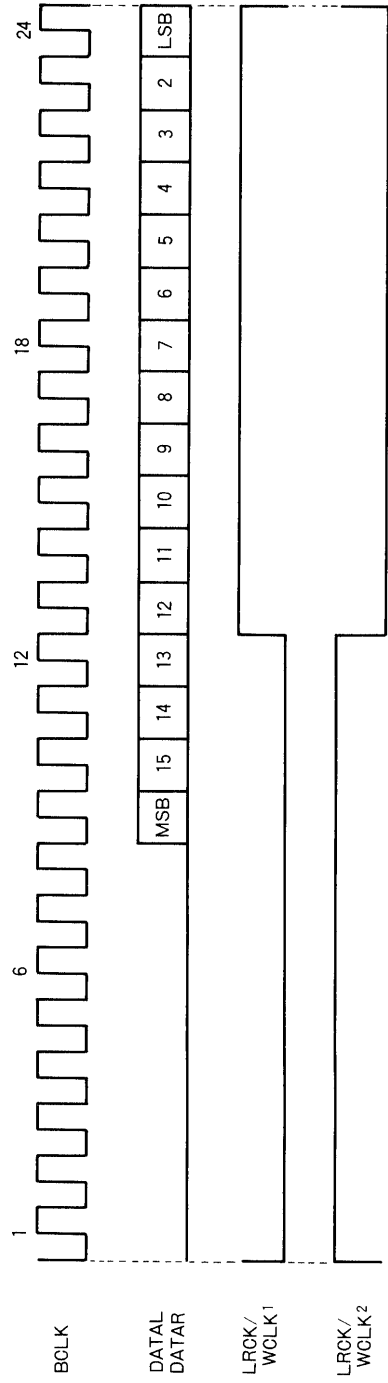 1 6 12 18 24
BCLK
DATAL
DATAR
MSB 15 14 13 12 11 10 9 8 7 6 5 4 3 2 LSB
LRCK/
WCLK1
LRCK/
WCLK2